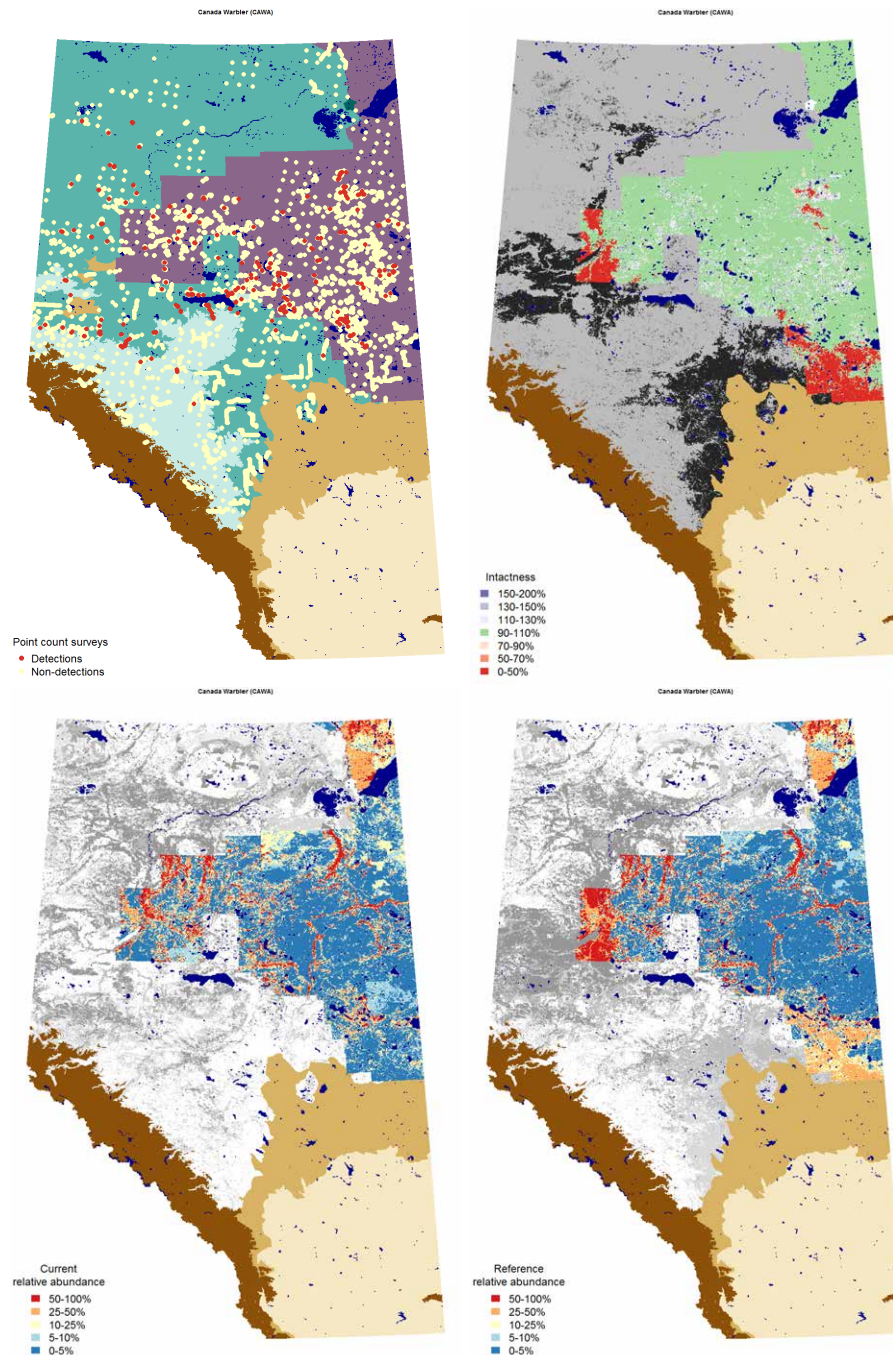 Canada Warbler (CAWA)
Point count surveys
Detections
Non-detections
Canada Warbler (CAWA)
Intactness
150-200%
130-150%
110-130%
90-110%
70-90%
50-70%
0-50%
Canada Warbler (CAWA)
Current
relative abundance
50-100%
25-50%
10-25%
5-10%
0-5%
Canada Warbler (CAWA)
Reference
relative abundance
50-100%
25-50%
10-25%
5-10%
0-5%